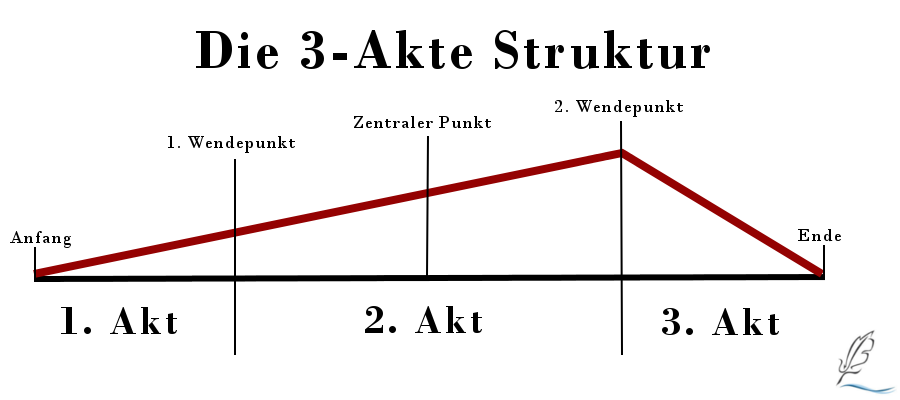 Die 3-Akte Struktur
2. Wendepunkt
Zentraler Punkt
1. Wendepunkt
Anfang
Ende
1. Akt
2. Akt
3. Akt